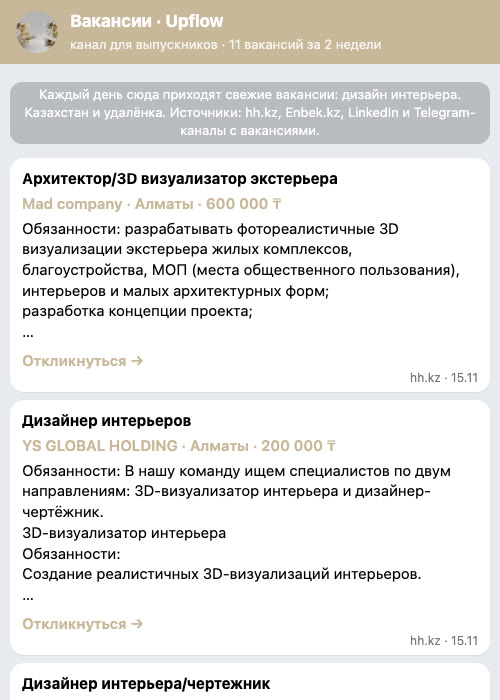 Вакансии · Upflow
канал для выпускников · 11 вакансий за 2 недели
Каждый день сюда приходят свежие вакансии: дизайн интерьера.
Казахстан и удалёнка. Источники: hh.kz, Enbek.kz, LinkedIn и Telegram-
каналы с вакансиями.
Архитектор/3D визуализатор экстерьера
Mad company · Алматы · 600 000 ₸
Обязанности: разрабатывать фотореалистичные 3D
визуализации экстерьера жилых комплексов,
благоустройства, МОП (места общественного пользования),
интерьеров и малых архитектурных форм;
разработка концепции проекта;
...
Откликнуться →
hh.kz · 15.11
Дизайнер интерьеров
YS GLOBAL HOLDING · Алматы · 200 000 ₸
Обязанности: В нашу команду ищем специалистов по двум
направлениям: 3D-визуализатор интерьера и дизайнер-
чертёжник.
3D-визуализатор интерьера
Обязанности:
Создание реалистичных 3D-визуализаций интерьеров.
...
Откликнуться →
hh.kz · 15.11
Дизайнер интерьера/чертежник